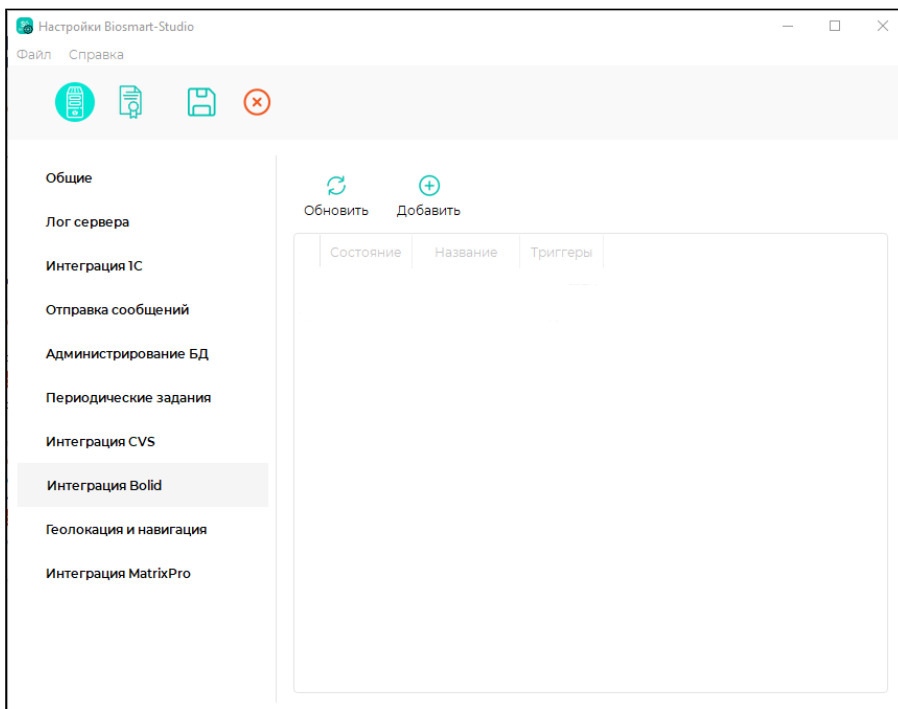 Настройки Biosmart-Studio
Файл Справка
Общие
Лог сервера
Интеграция 1С
Отправка сообщений
Администрирование БД
Периодические задания
Интеграция CVS
Интеграция Bolid
Геолокация и навигация
Интеграция MatrixPro
Обновить Добавить
Состояние Название Триггеры